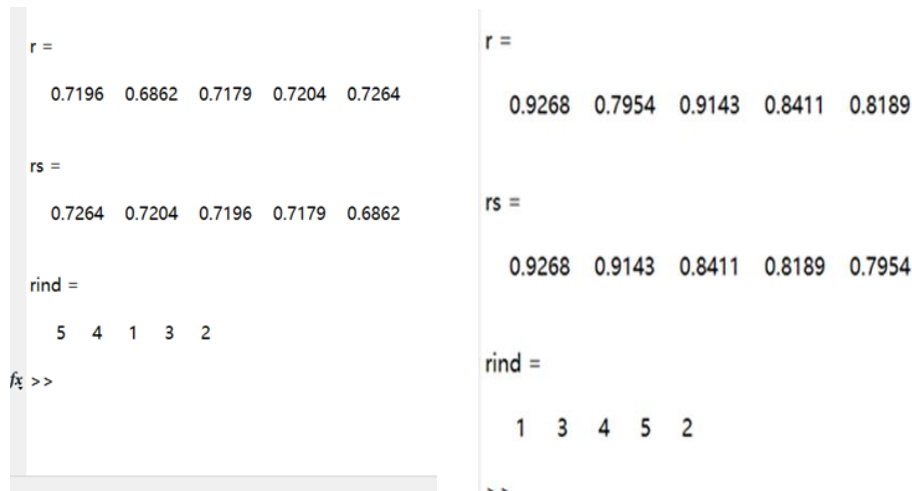 r =
0.7196 0.6862 0.7179 0.7204 0.7264
rs =
0.7264 0.7204 0.7196 0.7179 0.6862
rind =
5 4 1 3 2
fx >>
r =
0.9268 0.7954 0.9143 0.8411 0.8189
rs =
0.9268 0.9143 0.8411 0.8189 0.7954
rind =
1 3 4 5 2
>>